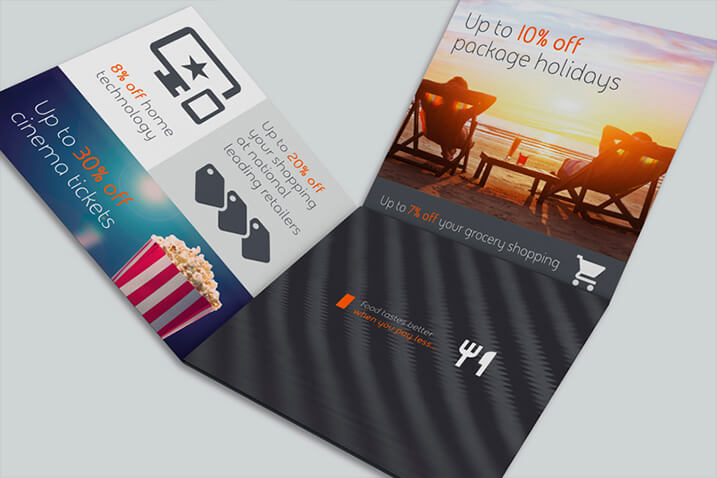 8% off home
technology
Up to 30% off
cinema tickets
Up to 20% off
your shopping
at national
leading retailers
Up to 10% off
package holidays
Up to 7% off your grocery shopping
Food tastes better
when you pay less...